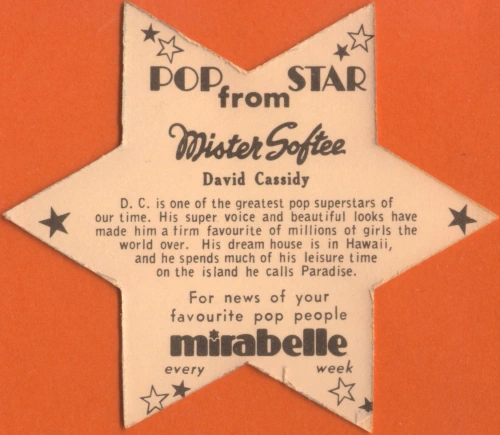 POP STAR
from
Mister Softee
David Cassidy
D. C. is one of the greatest pop superstars of
our time. His super voice and beautiful looks have
made him a firm favourite of millions of girls the
world over. His dream house is in Hawaii,
and he spends much of his leisure time
on the island he calls Paradise.
For news of your
favourite pop people
mirabelle
every week